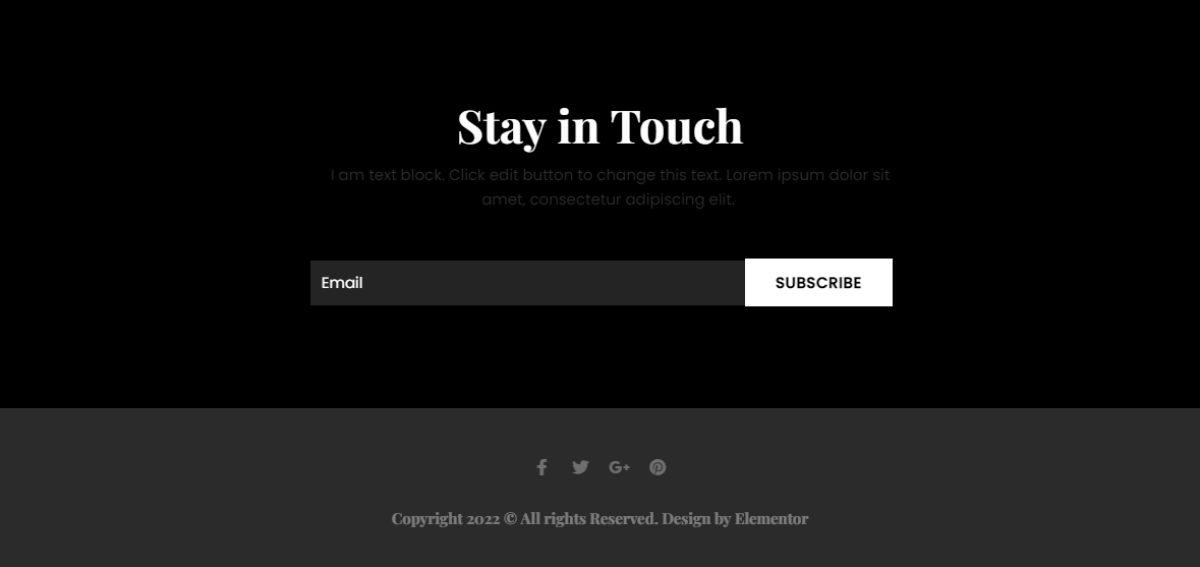 Stay in Touch
I am text block. Click edit button to change this text. Lorem ipsum dolor sit
amet, consectetur adipiscing elit.
Email
SUBSCRIBE
Copyright 2022 © All rights Reserved. Design by Elementor